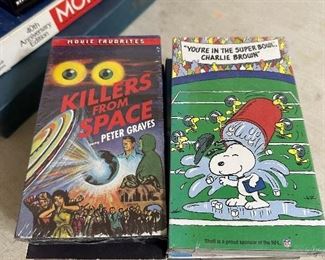 40th
Anniversary
Edition
MO
MOVIE FAVORITES
KILLERS
FROM
SPACE
PETER GRAVES
"YOU'RE IN THE SUPER BOWL,
CHARLIE BROWN"
Shell is a proud sponsor of the NFL.